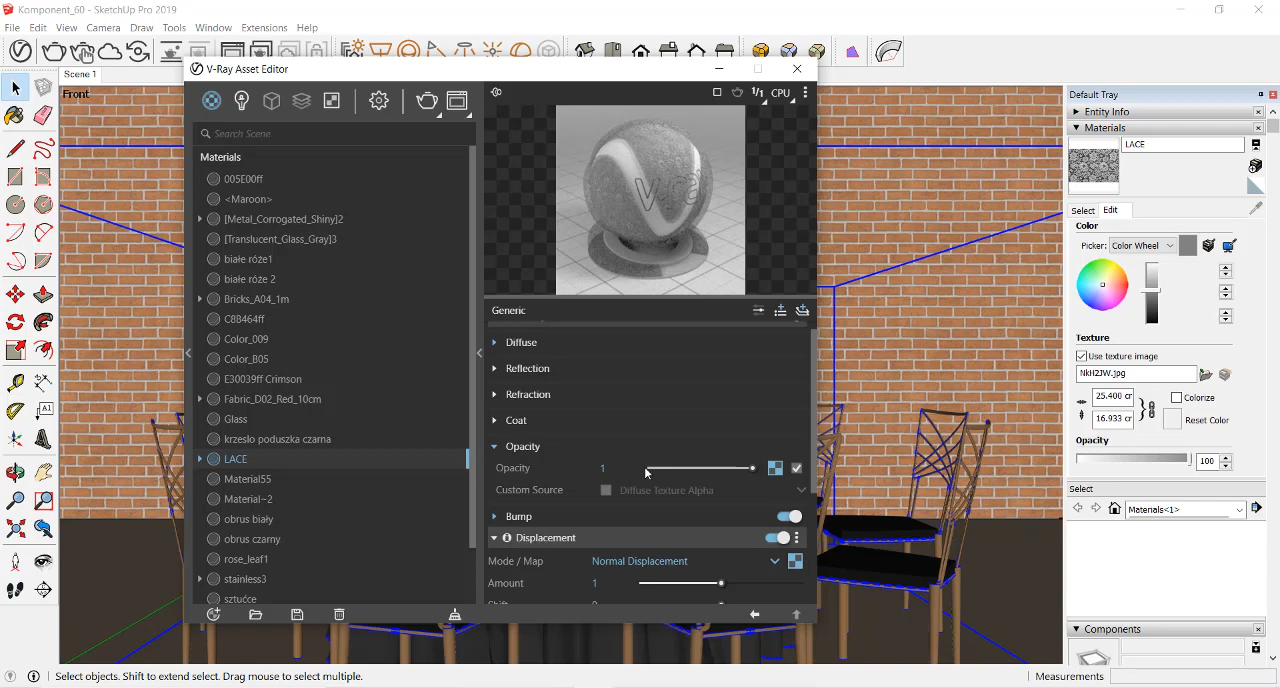 Komponent_60 - SketchUp Pro 2019
File Edit View Camera Draw Tools Window Extensions Help
Scene 1
Front
V-Ray Asset Editor
Search Scene
Materials
005E00ff
<Maroon>
[Metal_Corrogated_Shiny]2
[Translucent_Glass_Gray]3
białe róże1
białe róże 2
Bricks_A04_1m
C8B464ff
Color_009
Color_B05
E30039ff Crimson
Fabric_D02_Red_10cm
Glass
krzesło poduszka czarna
LACE
Material55
Material~2
obrus biały
obrus czarny
rose_leaf1
stainless3
sztućce
1/1 CPU
Generic
Diffuse
Reflection
Refraction
Coat
Opacity
Opacity 1
Custom Source Diffuse Texture Alpha
Bump
Displacement
Mode / Map Normal Displacement
Amount 1
Default Tray
Entity Info
Materials
LACE
Select Edit
Color
Picker: Color Wheel
Texture
Use texture image
NkH2JW.jpg
25.400 cr
Colorize
16.933 cr
Reset Color
Opacity
100
Select
Materials<1>
Components
A1
Select objects. Shift to extend select. Drag mouse to select multiple.
Measurements